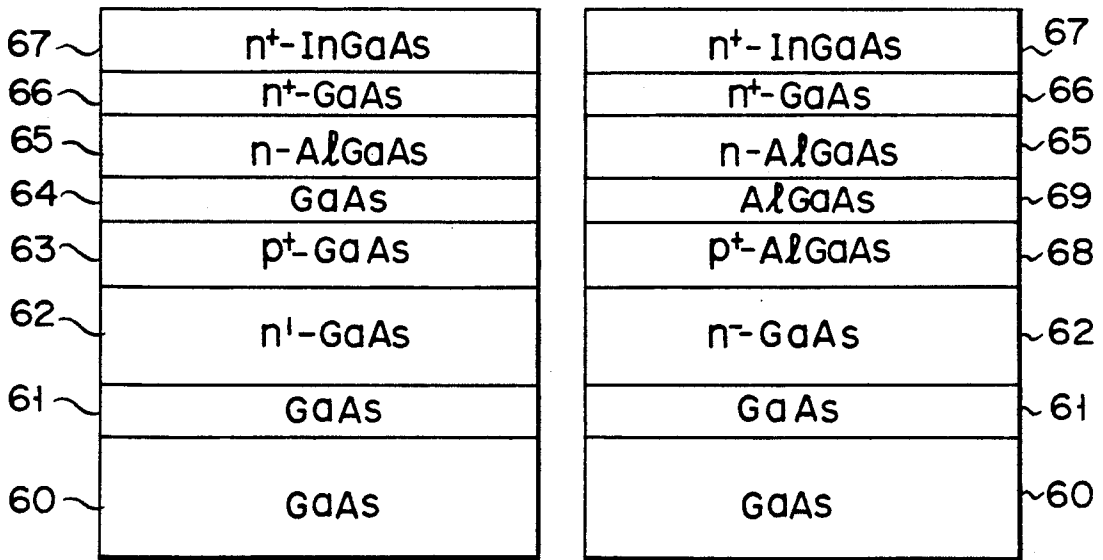 67 n⁺-InGaAs n⁺-InGaAs 67
66 n⁺-GaAs n⁺-GaAs 66
65 n-AlGaAs n-AlGaAs 65
64 GaAs AlGaAs 69
63 p⁺-GaAs p⁺-AlGaAs 68
62 nˡ-GaAs n⁻-GaAs 62
61 GaAs GaAs 61
60 GaAs GaAs 60